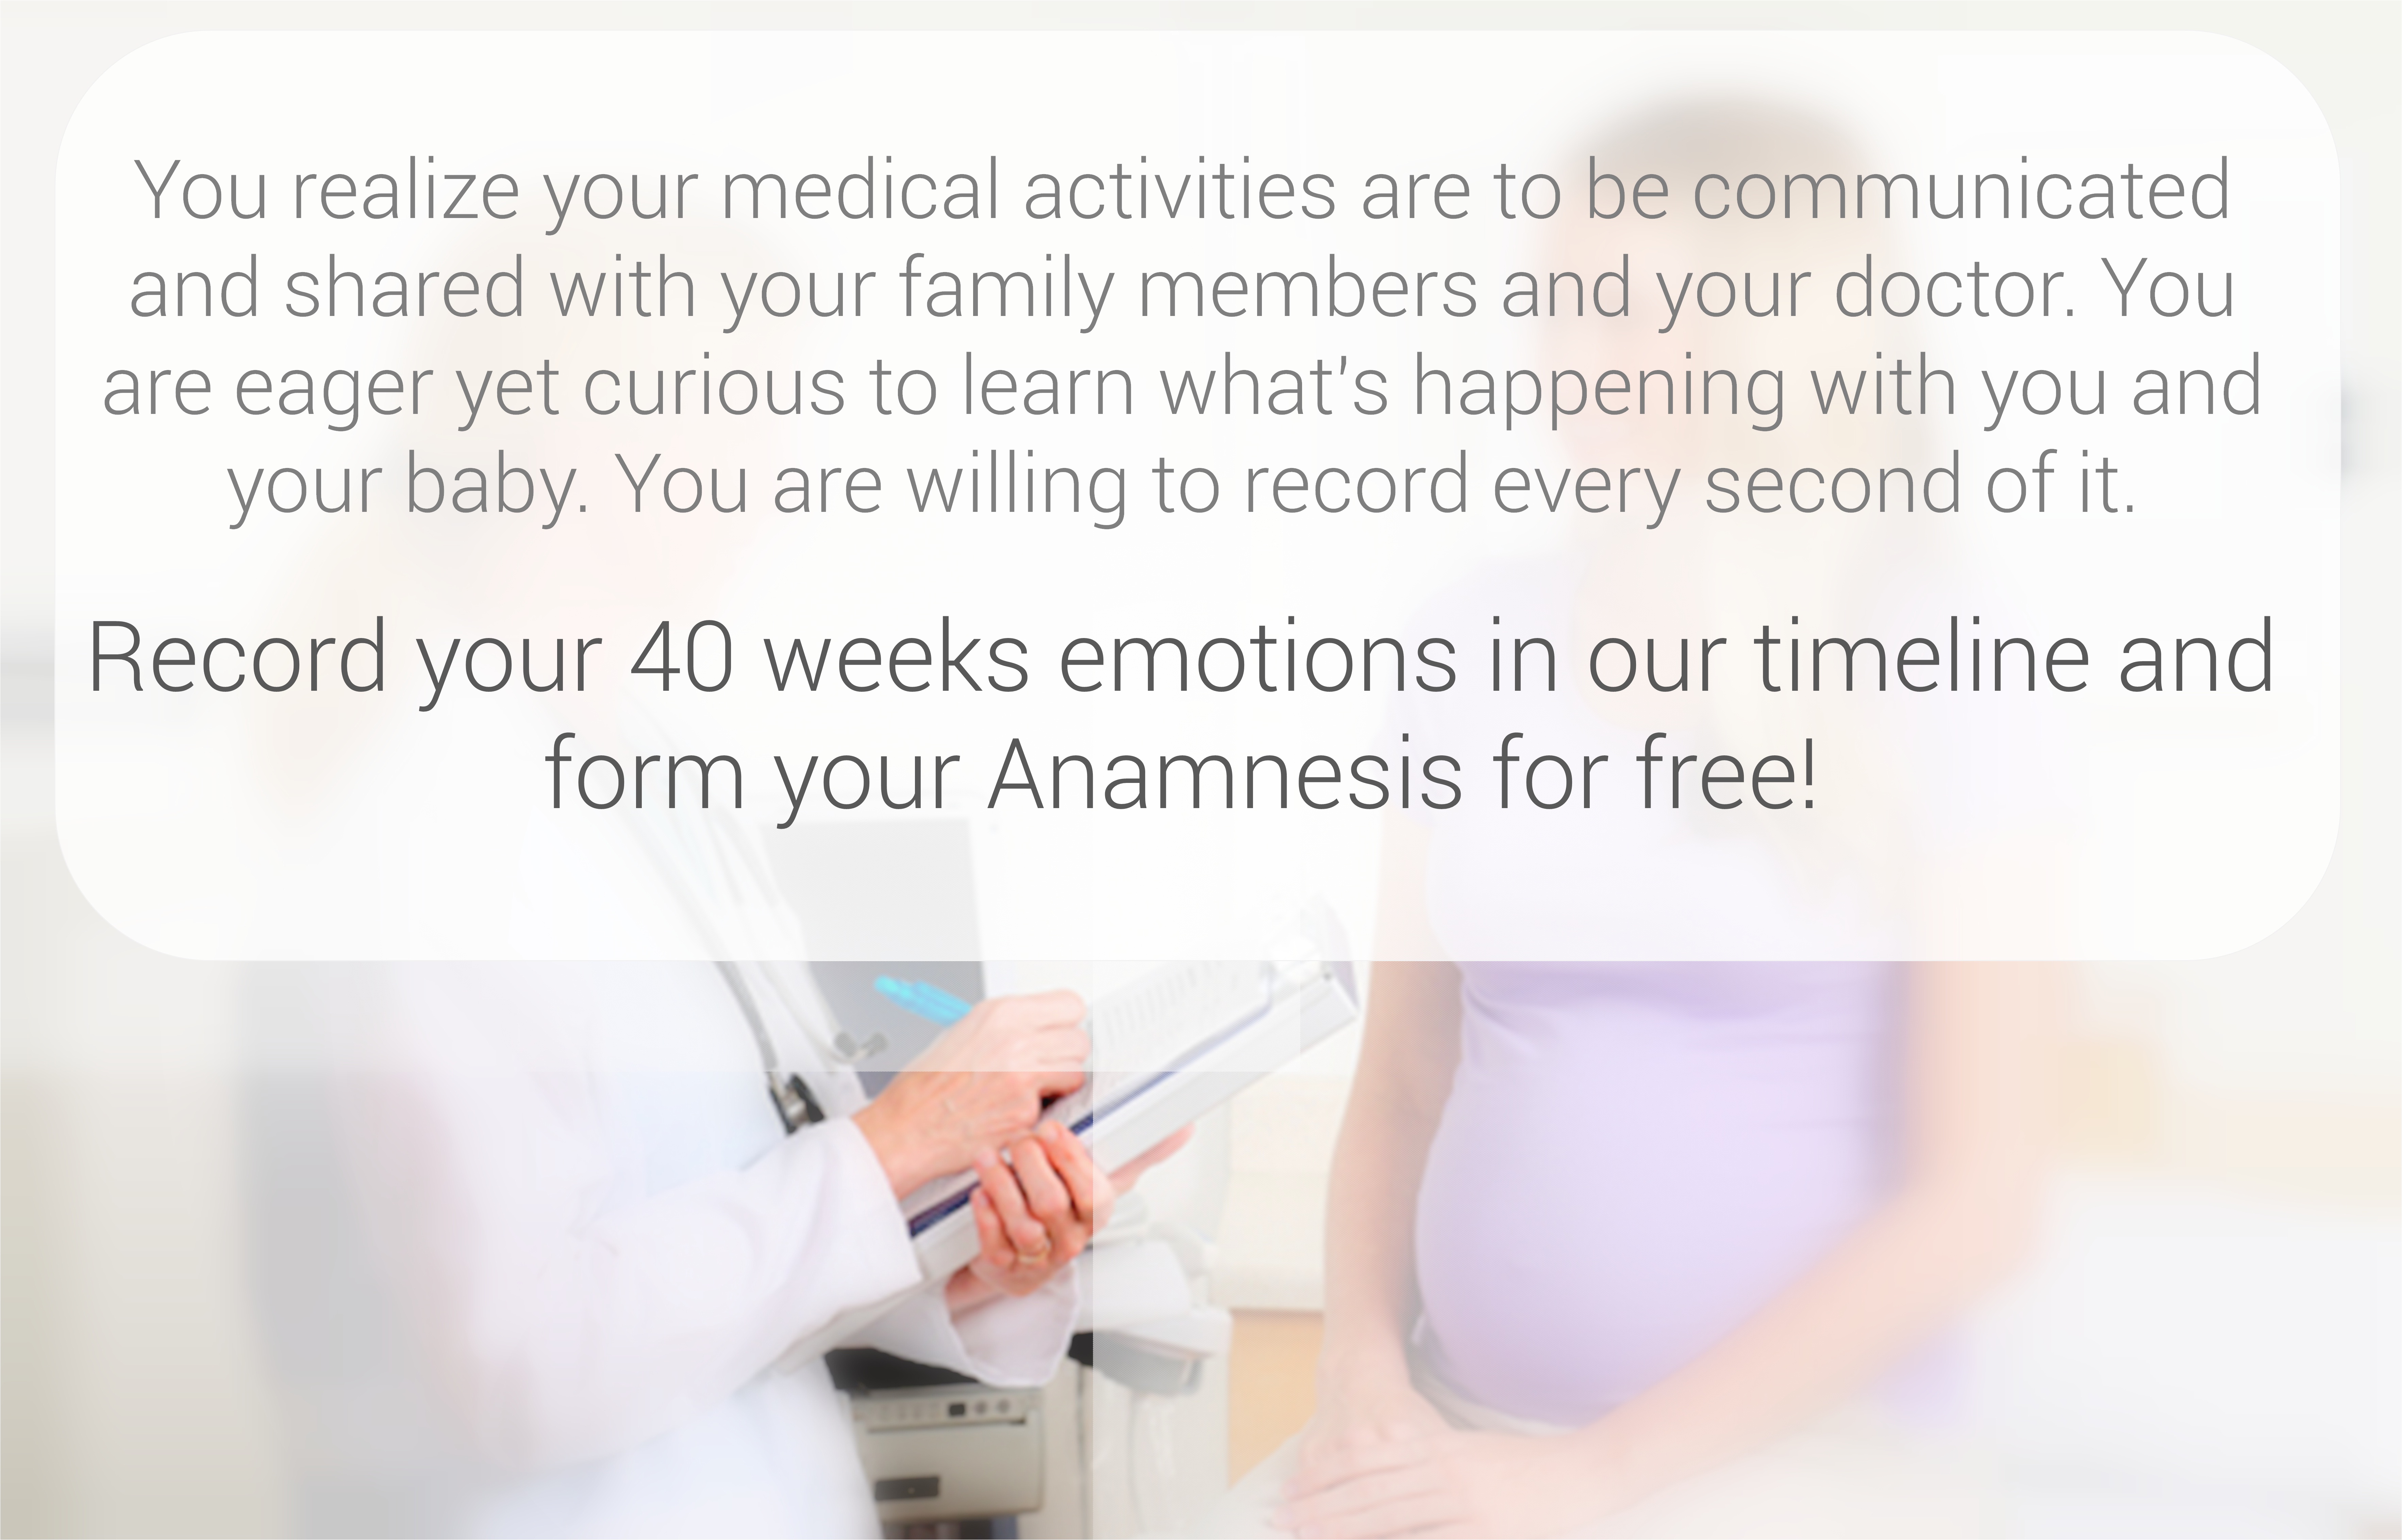 You realize your medical activities are to be communicated
and shared with your family members and your doctor. You
are eager yet curious to learn what's happening with you and
your baby. You are willing to record every second of it.
Record your 40 weeks emotions in our timeline and
form your Anamnesis for free!